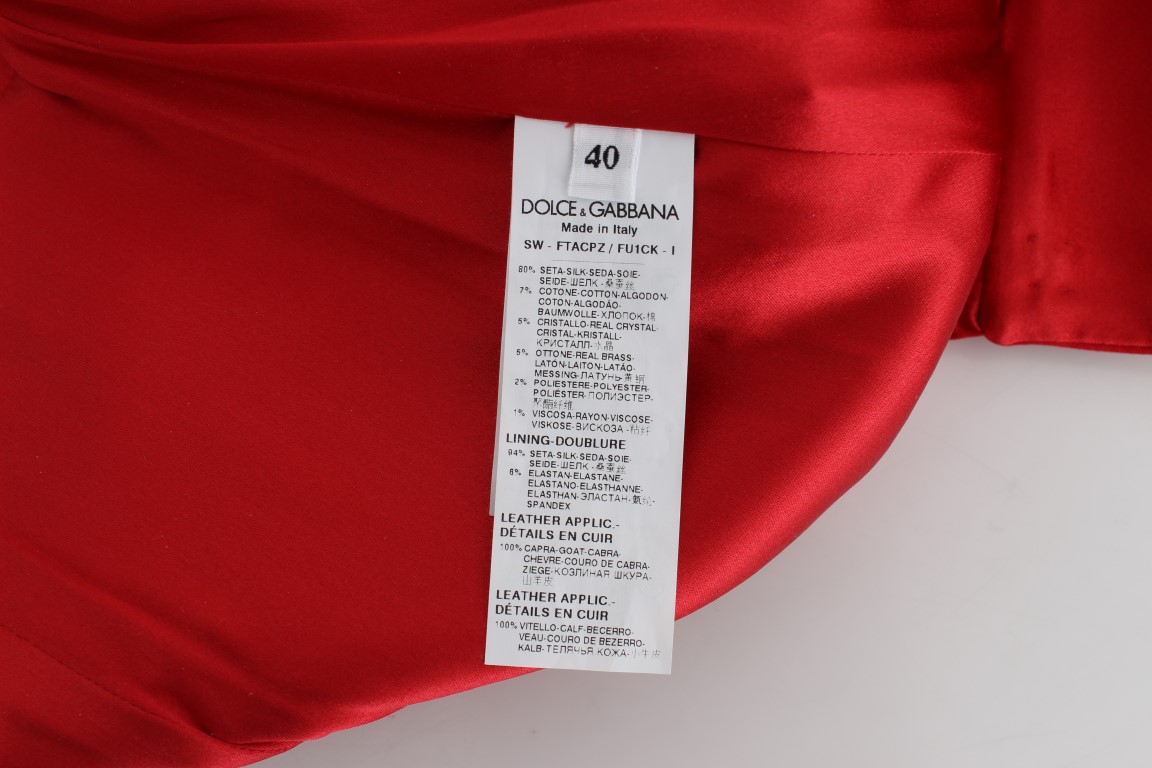 40
DOLCE & GABBANA
Made in Italy
SW - FTACPZ / FU1CK - I
80% SETA-SILK-SEDA-SOIE-
SEIDE-ШЕЛК-桑蚕丝
7% COTONE-COTTON-ALGODON-
COTON-ALGODÃO-
BAUMWOLLE-ХЛОПОК-棉
5% CRISTALLO-REAL CRYSTAL-
CRISTAL-KRISTALL-
КРИСТАЛЛ-水晶
5% OTTONE-REAL BRASS-
LATÓN-LAITON-LATÃO-
MESSING-ЛАТУНЬ-黄铜
2% POLIESTERE-POLYESTER-
POLIÉSTER-ПОЛИЭСТЕР-
聚酯纤维
1% VISCOSA-RAYON-VISCOSE-
VISKOSE-ВИСКОЗА-粘纤
LINING-DOUBLURE
94% SETA-SILK-SEDA-SOIE-
SEIDE-ШЕЛК-桑蚕丝
6% ELASTAN-ELASTANE-
ELASTANO-ELASTHANNE-
ELASTHAN-ЭЛАСТАН-氨纶-
SPANDEX
LEATHER APPLIC.-
DÉTAILS EN CUIR
100% CAPRA-GOAT-CABRA-
CHEVRE-COURO DE CABRA-
ZIEGE-КОЗЛИНАЯ ШКУРА-
山羊皮
LEATHER APPLIC.-
DÉTAILS EN CUIR
100% VITELLO-CALF-BECERRO-
VEAU-COURO DE BEZERRO-
KALB-ТЕЛЯЧЬЯ КОЖА-小牛皮